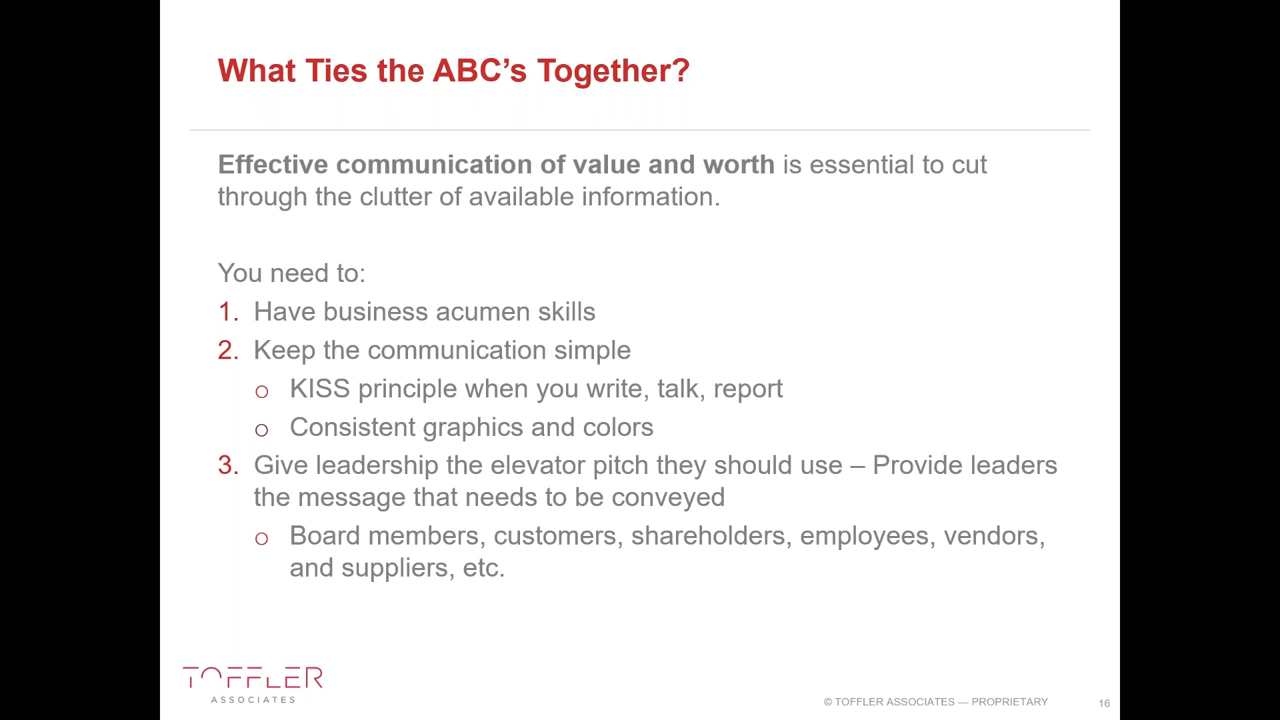 What Ties the ABC’s Together?
Effective communication of value and worth is essential to cut
through the clutter of available information.
You need to:
1. Have business acumen skills
2. Keep the communication simple
o KISS principle when you write, talk, report
o Consistent graphics and colors
3. Give leadership the elevator pitch they should use – Provide leaders
the message that needs to be conveyed
o Board members, customers, shareholders, employees, vendors,
and suppliers, etc.
TOFFLER
ASSOCIATES
© TOFFLER ASSOCIATES — PROPRIETARY
16